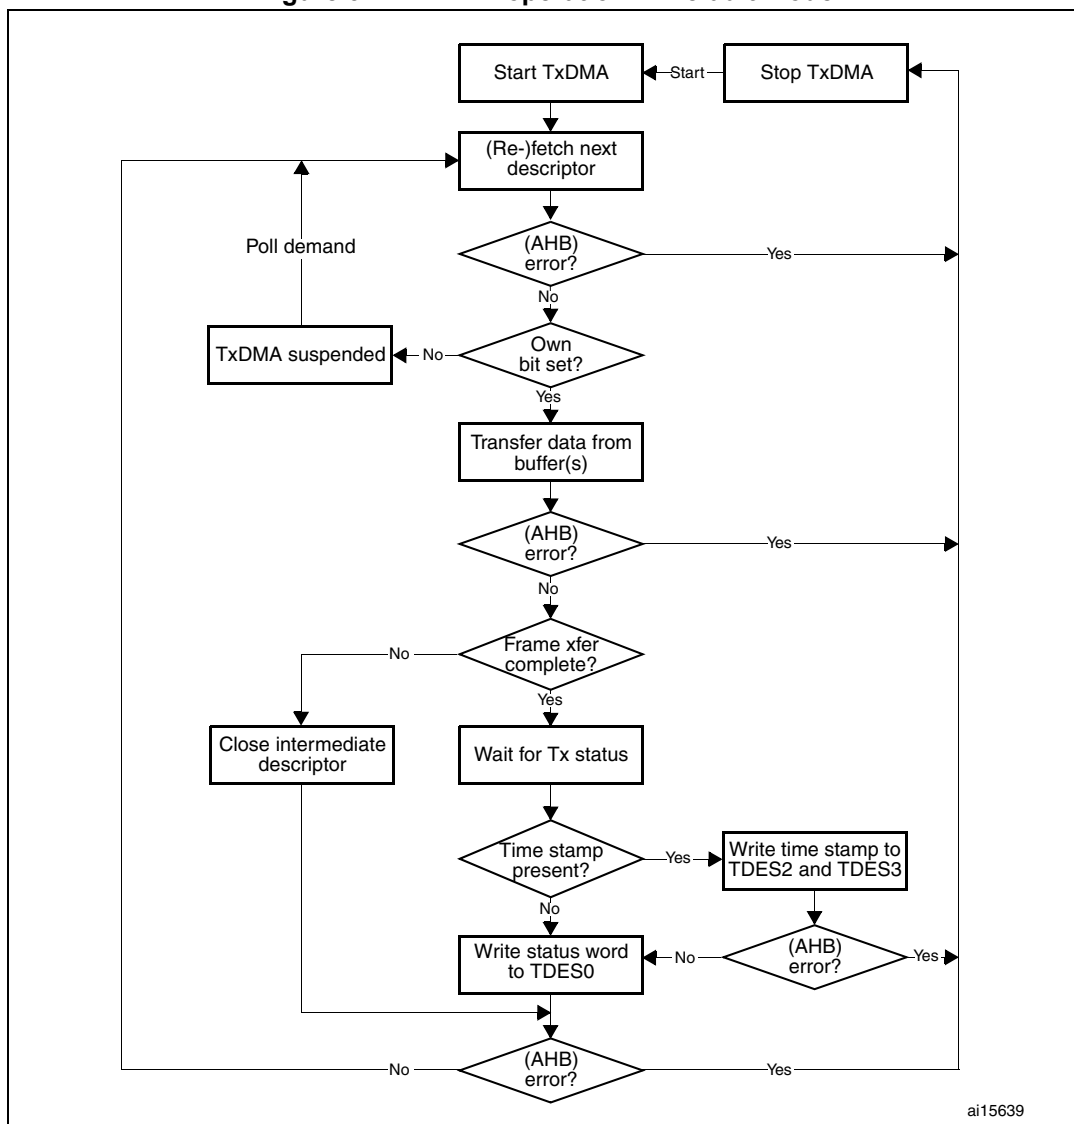 Start TxDMA
Start
Stop TxDMA
(Re-)fetch next
descriptor
Poll demand
(AHB)
error?
Yes
No
TxDMA suspended
No
Own
bit set?
Yes
Transfer data from
buffer(s)
(AHB)
error?
Yes
No
No
Frame xfer
complete?
Yes
Close intermediate
descriptor
Wait for Tx status
Time stamp
present?
Yes
Write time stamp to
TDES2 and TDES3
No
Write status word
to TDES0
No
(AHB)
error?
Yes
No
(AHB)
error?
Yes
ai15639